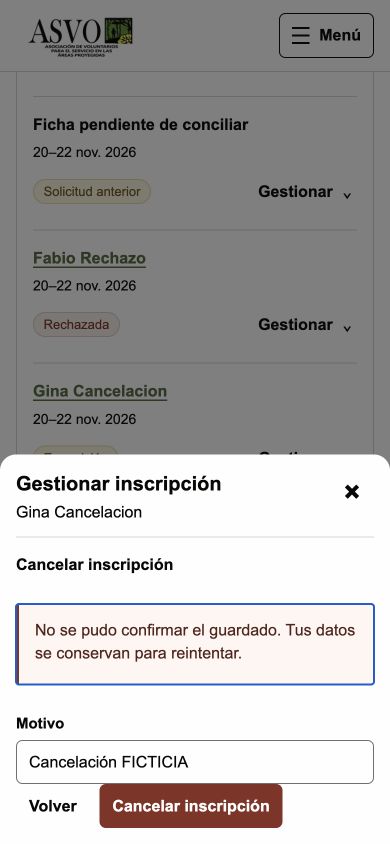 ASVO
ASOCIACIÓN DE VOLUNTARIOS
PARA EL SERVICIO EN LAS
ÁREAS PROTEGIDAS
Menú
Ficha pendiente de conciliar
20–22 nov. 2026
Solicitud anterior
Gestionar
Fabio Rechazo
20–22 nov. 2026
Rechazada
Gestionar
Gina Cancelacion
20–22 nov. 2026
Gestionar inscripción
Gina Cancelacion
Cancelar inscripción
No se pudo confirmar el guardado. Tus datos
se conservan para reintentar.
Motivo
Cancelación FICTICIA
Volver
Cancelar inscripción